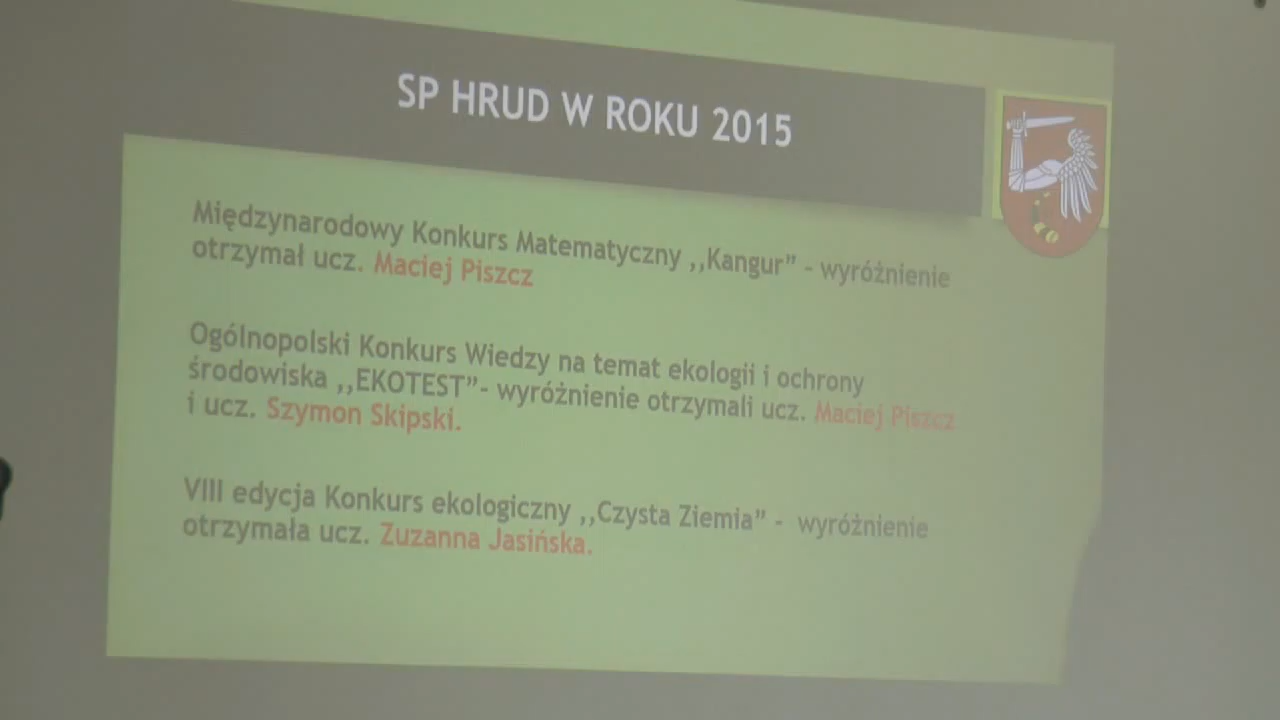 SP HRUD W ROKU 2015
Międzynarodowy Konkurs Matematyczny ,,Kangur” - wyróżnienie
otrzymał ucz. Maciej Piszcz
Ogólnopolski Konkurs Wiedzy na temat ekologii i ochrony
środowiska ,,EKOTEST”- wyróżnienie otrzymali ucz. Maciej Piszcz
i ucz. Szymon Skipski.
VIII edycja Konkurs ekologiczny ,,Czysta Ziemia” - wyróżnienie
otrzymała ucz. Zuzanna Jasińska.